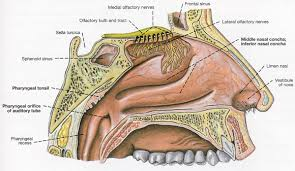 Medial olfactory nerves
Frontal sinus
Olfactory bulb and tract
Lateral olfactory nerves
Sella turcica
Middle nasal concha;
inferior nasal concha
Sphenoid sinus
Limen nasi
Pharyngeal tonsil
Vestibule
of nose
Pharyngeal orifice
of auditory tube
Pharyngeal
recess